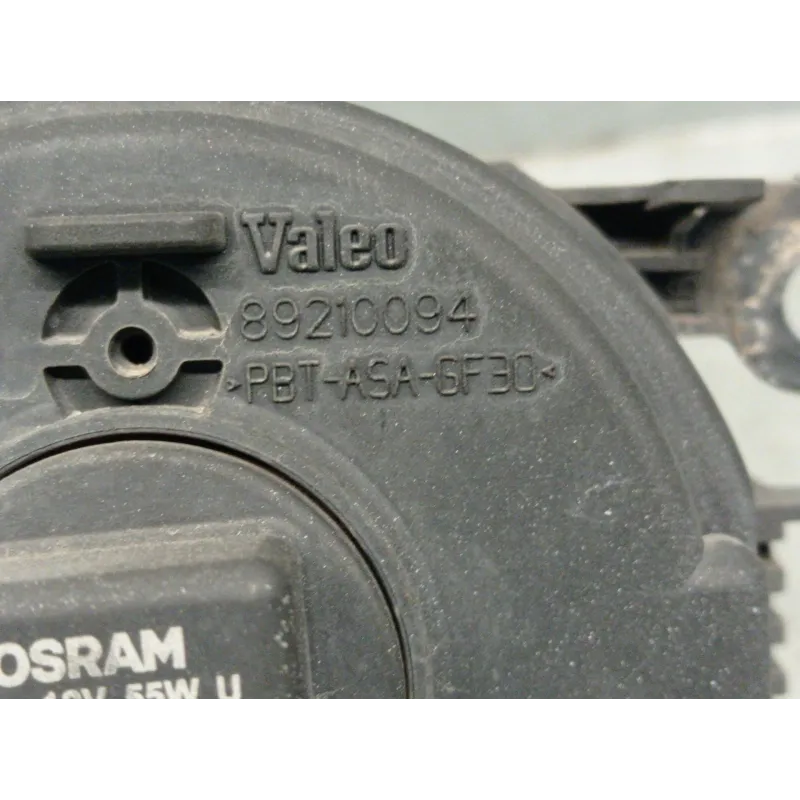 Valeo
89210094
>PBT-ASA-GF30<
OSRAM
12V 55W U